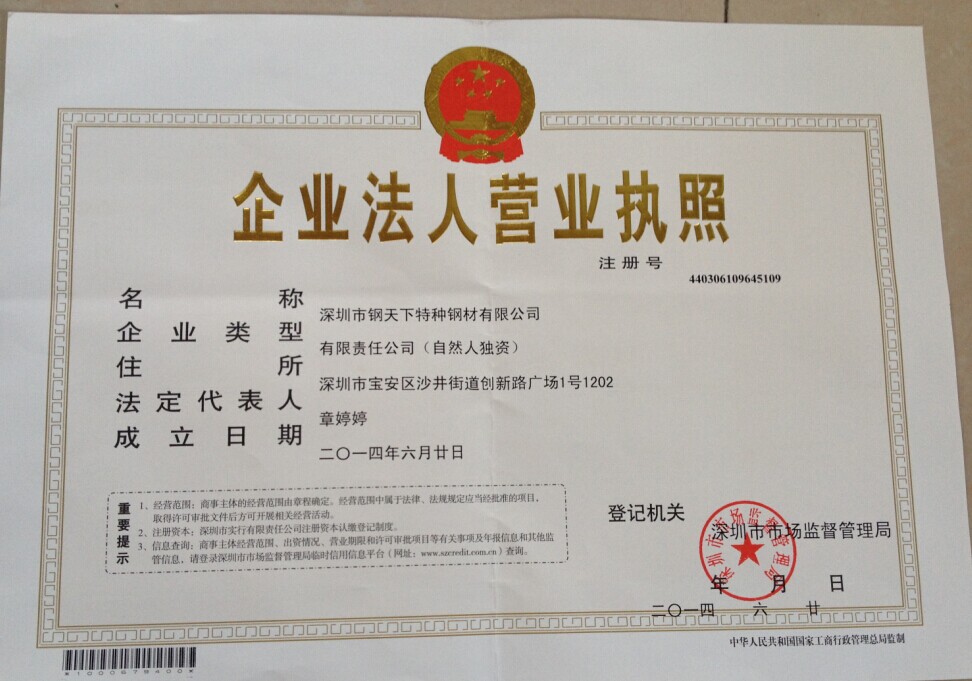 企业法人营业执照
注册号
440306109645109
名称 深圳市钢天下特种钢材有限公司
企业类型 有限责任公司（自然人独资）
住所 深圳市宝安区沙井街道创新路广场1号1202
法定代表人 章婷婷
成立日期 二〇一四年六月廿日
重要提示
1、经营范围：商事主体的经营范围由章程确定。经营范围中属于法律、法规规定应当经批准的项目，
取得许可审批文件后方可开展相关经营活动。
2、注册资本：深圳市实行有限责任公司注册资本认缴登记制度。
3、信息查询：商事主体经营范围、出资情况、营业期限和许可审批项目等有关事项及年报信息和其他监
管信息，请登录深圳市市场监督管理局临时信用信息平台（网址：www.szcredit.com.cn）查询。
登记机关
深圳市市场监督管理局
深圳市市场监督管理局
年 月 日
二〇一四 六 廿
中华人民共和国国家工商行政管理总局监制
*1000679400*